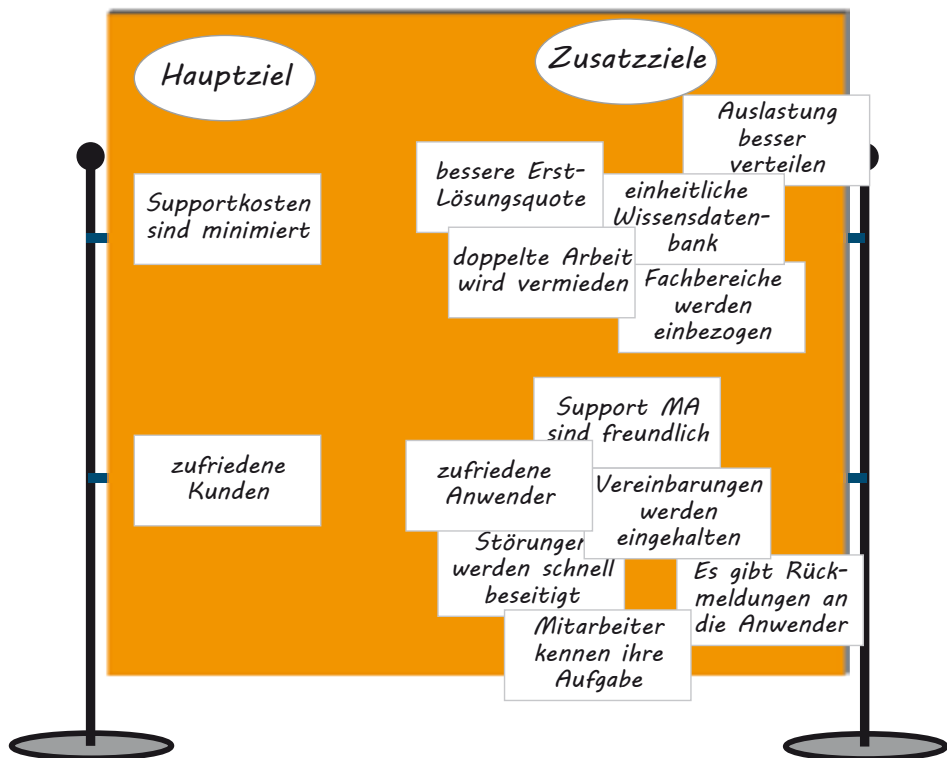 Hauptziel
Zusatzziele
Auslastung
besser
verteilen
bessere Erst-
Lösungsquote
einheitliche
Wissensdaten-
bank
Supportkosten
sind minimiert
doppelte Arbeit
wird vermieden
Fachbereiche
werden
einbezogen
Support MA
sind freundlich
zufriedene
Kunden
zufriedene
Anwender
Vereinbarungen
werden
eingehalten
Störungen
werden schnell
beseitigt
Es gibt Rück-
meldungen an
die Anwender
Mitarbeiter
kennen ihre
Aufgabe